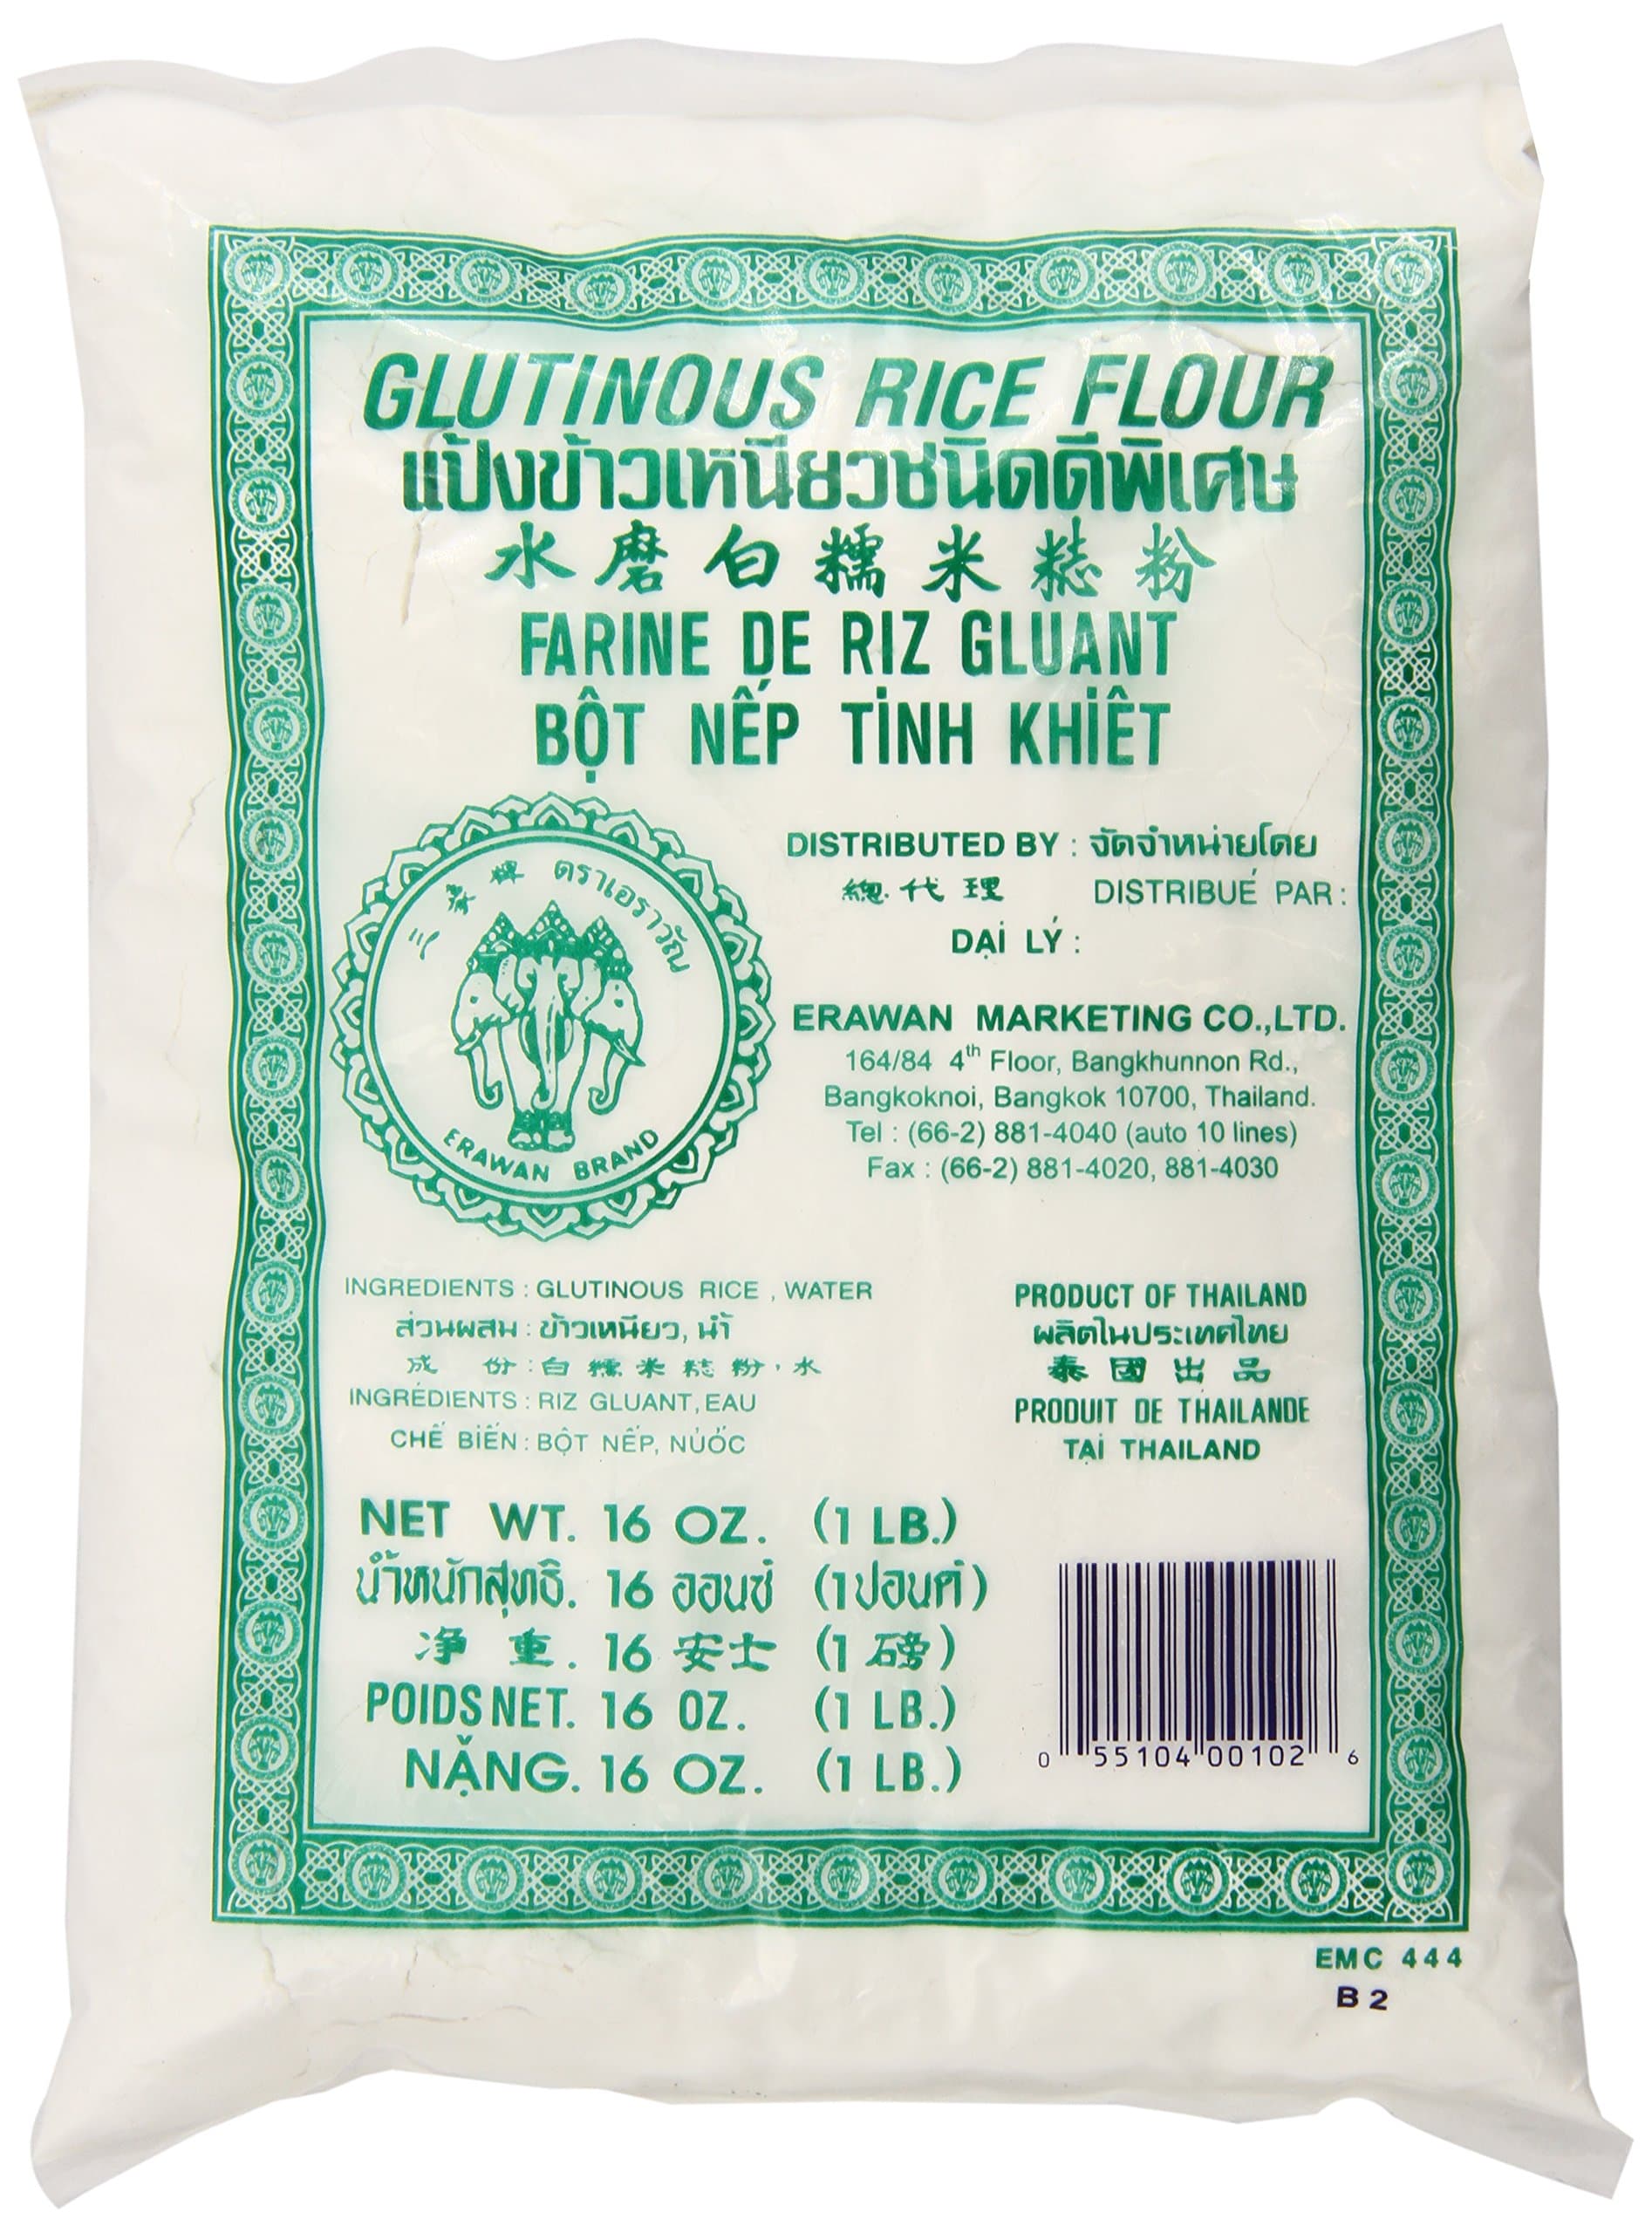 GLUTINOUS RICE FLOUR
แป้งข้าวเหนียวชนิดดีพิเศษ
水磨白糯米粉
FARINE DE RIZ GLUANT
BỘT NẾP TINH KHIÊT
三象牌 ตราเอราวัณ
ERAWAN BRAND
DISTRIBUTED BY : จัดจำหน่ายโดย
總代理 DISTRIBUÉ PAR :
DẠI LÝ :
ERAWAN MARKETING CO.,LTD.
164/84 4th Floor, Bangkhunnon Rd.,
Bangkoknoi, Bangkok 10700, Thailand.
Tel : (66-2) 881-4040 (auto 10 lines)
Fax : (66-2) 881-4020, 881-4030
INGREDIENTS : GLUTINOUS RICE , WATER
ส่วนผสม : ข้าวเหนียว, น้ำ
成份 : 白糯米粉，水
INGRÉDIENTS : RIZ GLUANT, EAU
CHẾ BIẾN : BỘT NẾP, NUỚC
PRODUCT OF THAILAND
ผลิตในประเทศไทย
泰國出品
PRODUIT DE THAILANDE
TẠI THAILAND
NET WT. 16 OZ. (1 LB.)
น้ำหนักสุทธิ. 16 ออนซ์ (1ปอนด์)
净重. 16 安士 (1 磅)
POIDS NET. 16 OZ. (1 LB.)
NẶNG. 16 OZ. (1 LB.)
0 55104 00102 6
EMC 444
B2